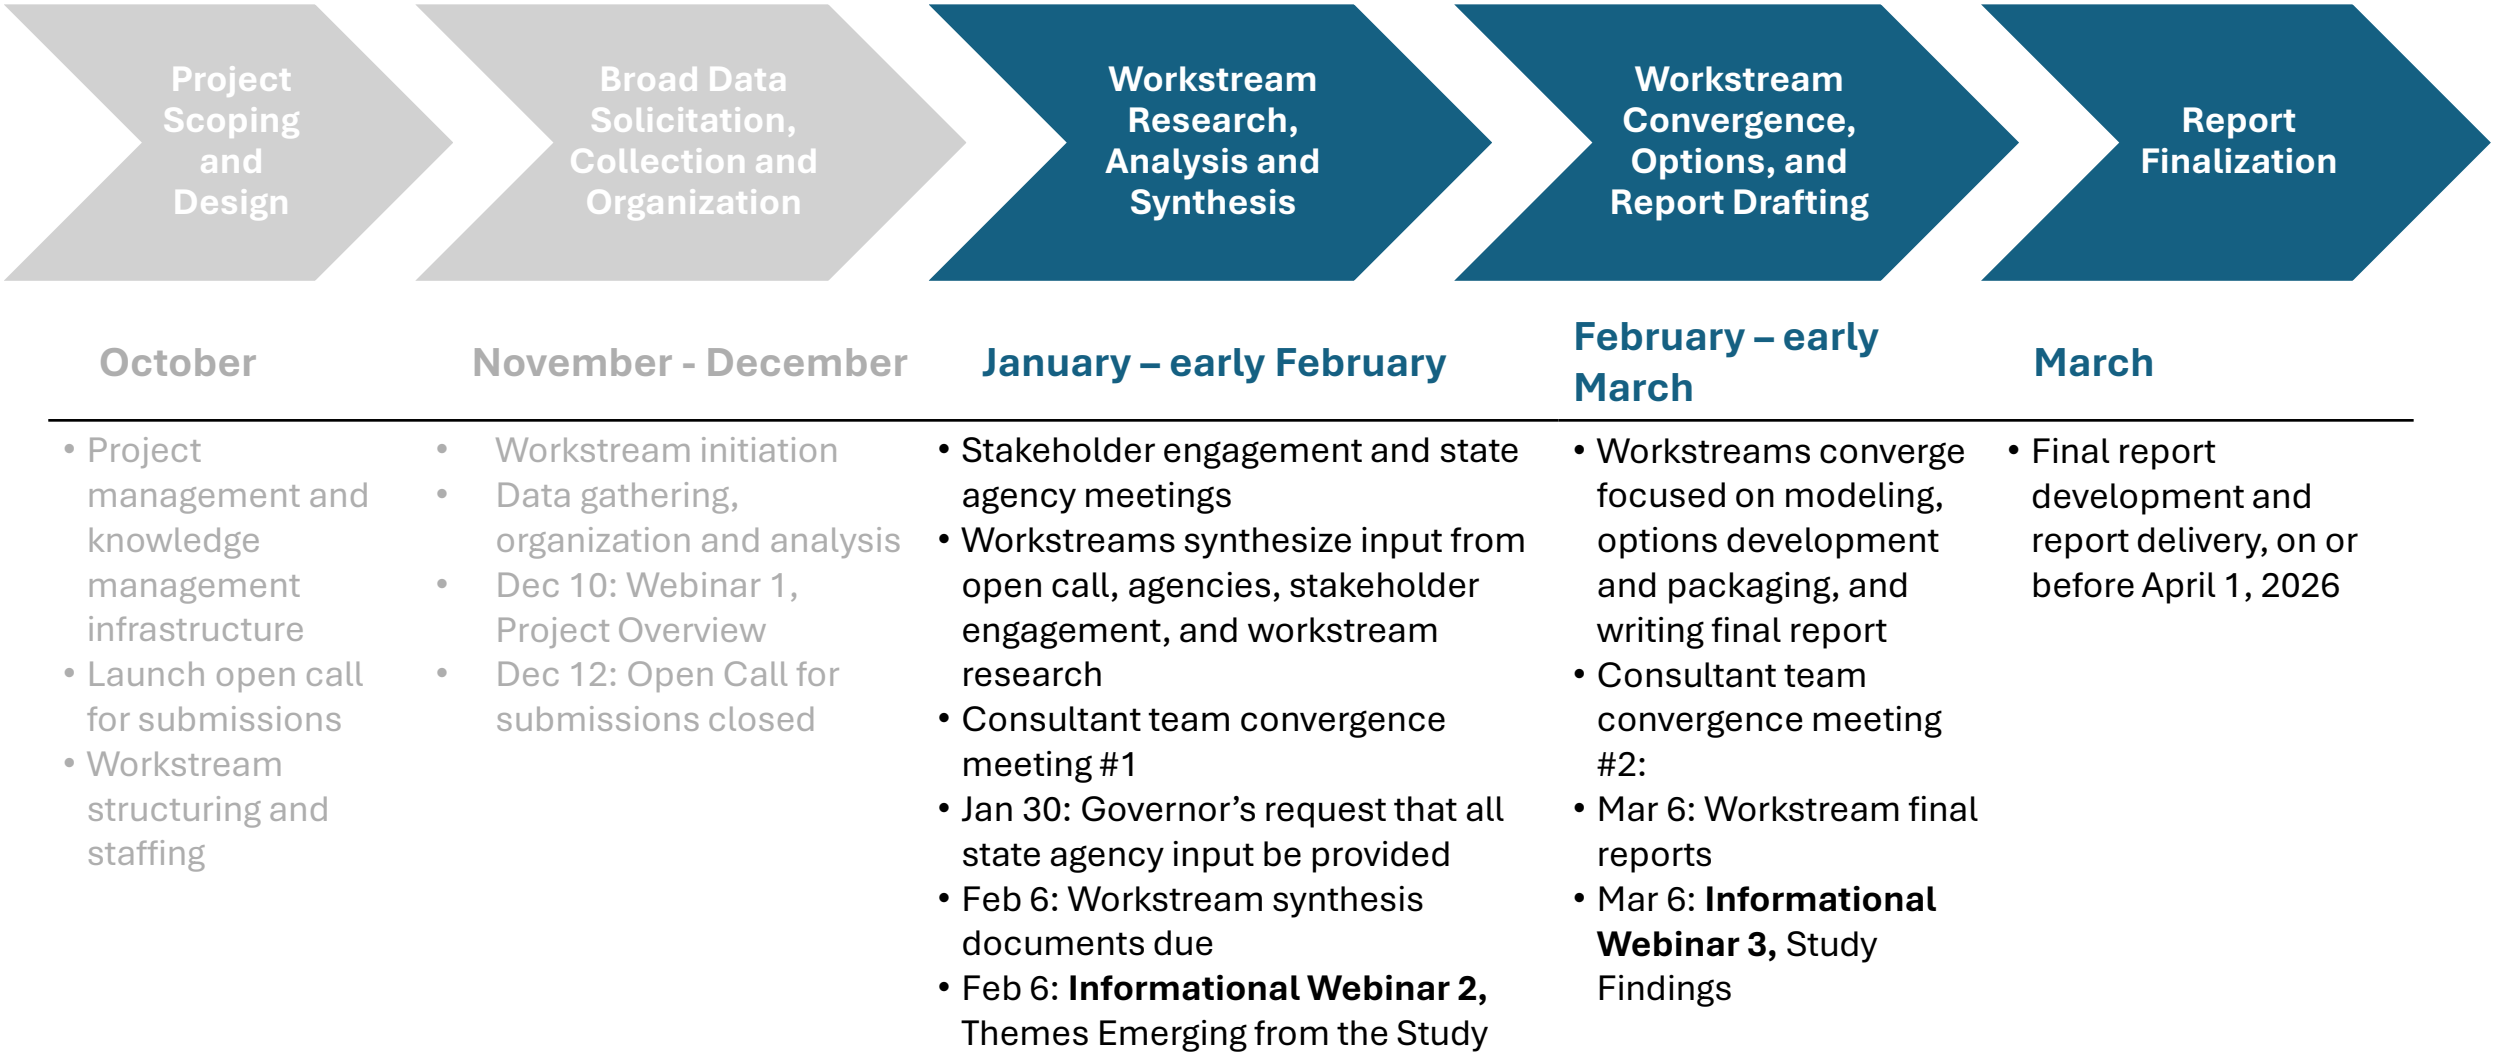 Project
Scoping
and
Design
Broad Data
Solicitation,
Collection and
Organization
Workstream
Research,
Analysis and
Synthesis
Workstream
Convergence,
Options, and
Report Drafting
Report
Finalization
October
November - December
January – early February
February – early
March
March
• Project
management and
knowledge
management
infrastructure
• Launch open call
for submissions
• Workstream
structuring and
staffing
• Workstream initiation
• Data gathering,
organization and analysis
• Dec 10: Webinar 1,
Project Overview
• Dec 12: Open Call for
submissions closed
• Stakeholder engagement and state
agency meetings
• Workstreams synthesize input from
open call, agencies, stakeholder
engagement, and workstream
research
• Consultant team convergence
meeting #1
• Jan 30: Governor’s request that all
state agency input be provided
• Feb 6: Workstream synthesis
documents due
• Feb 6: Informational Webinar 2,
Themes Emerging from the Study
• Workstreams converge
focused on modeling,
options development
and packaging, and
writing final report
• Consultant team
convergence meeting
#2:
• Mar 6: Workstream final
reports
• Mar 6: Informational
Webinar 3, Study
Findings
• Final report
development and
report delivery, on or
before April 1, 2026